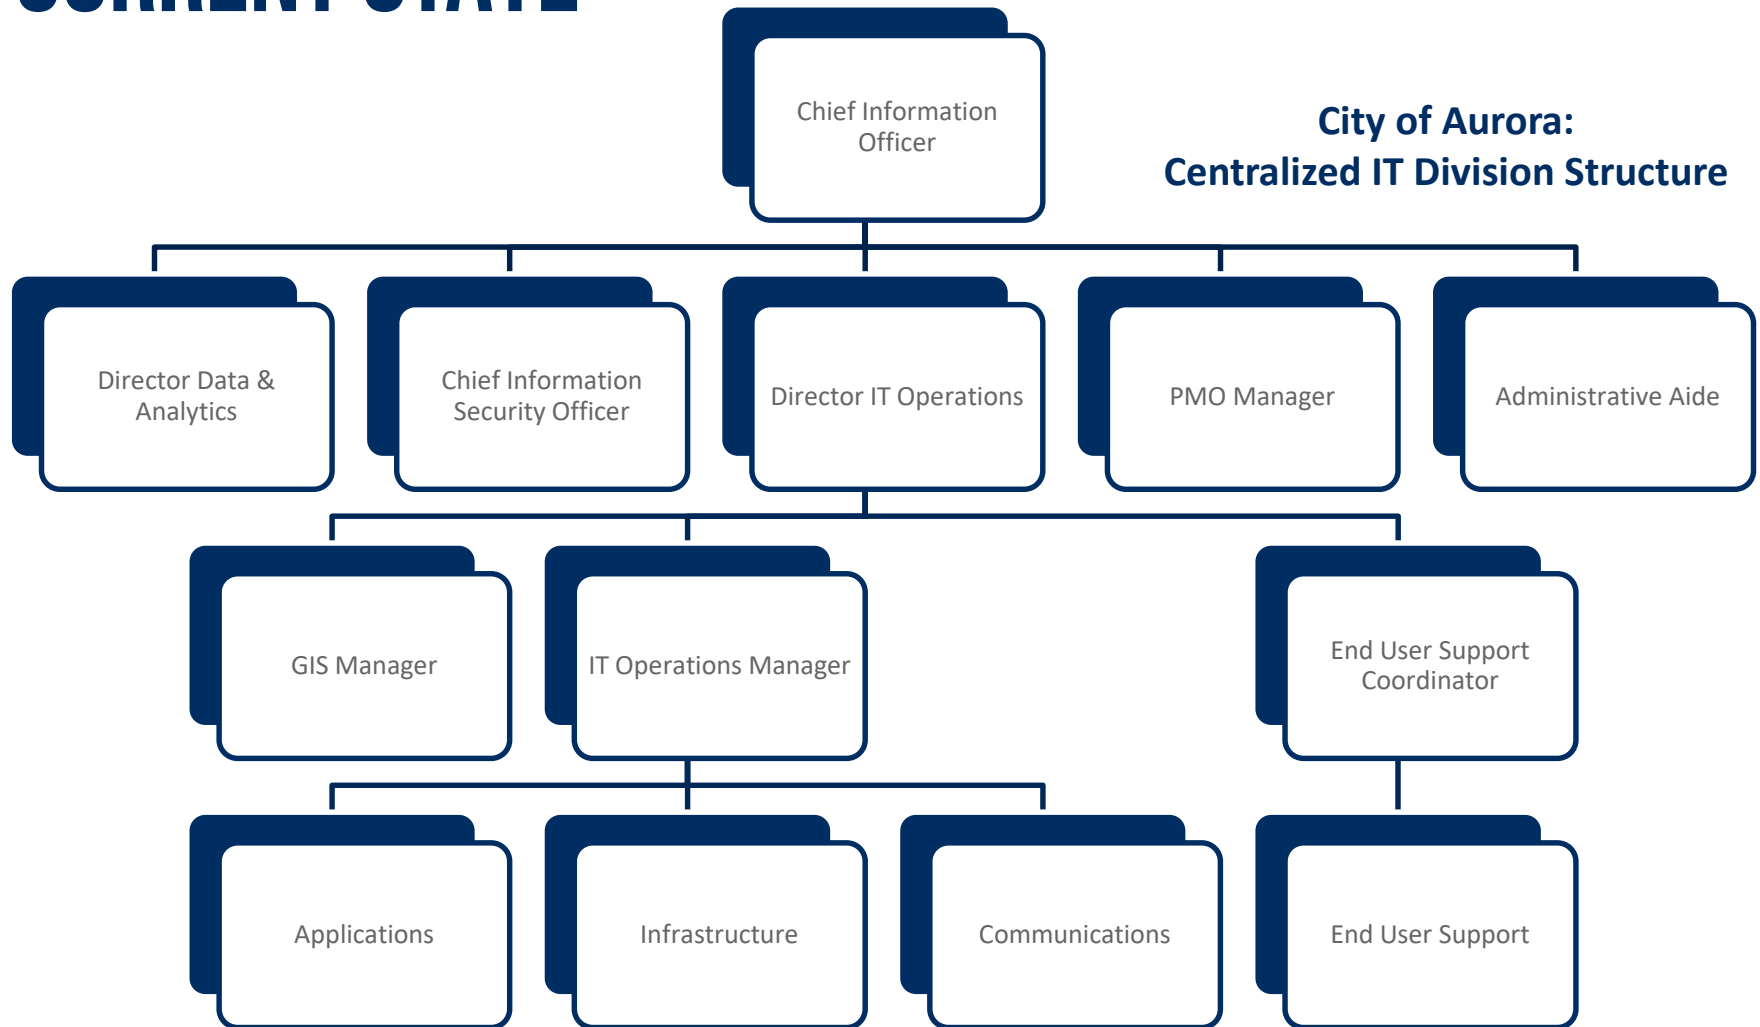 CURRENT STATE
Chief Information
Officer
City of Aurora:
Centralized IT Division Structure
Director Data &
Analytics
Chief Information
Security Officer
Director IT Operations
PMO Manager
Administrative Aide
GIS Manager
IT Operations Manager
End User Support
Coordinator
Applications
Infrastructure
Communications
End User Support